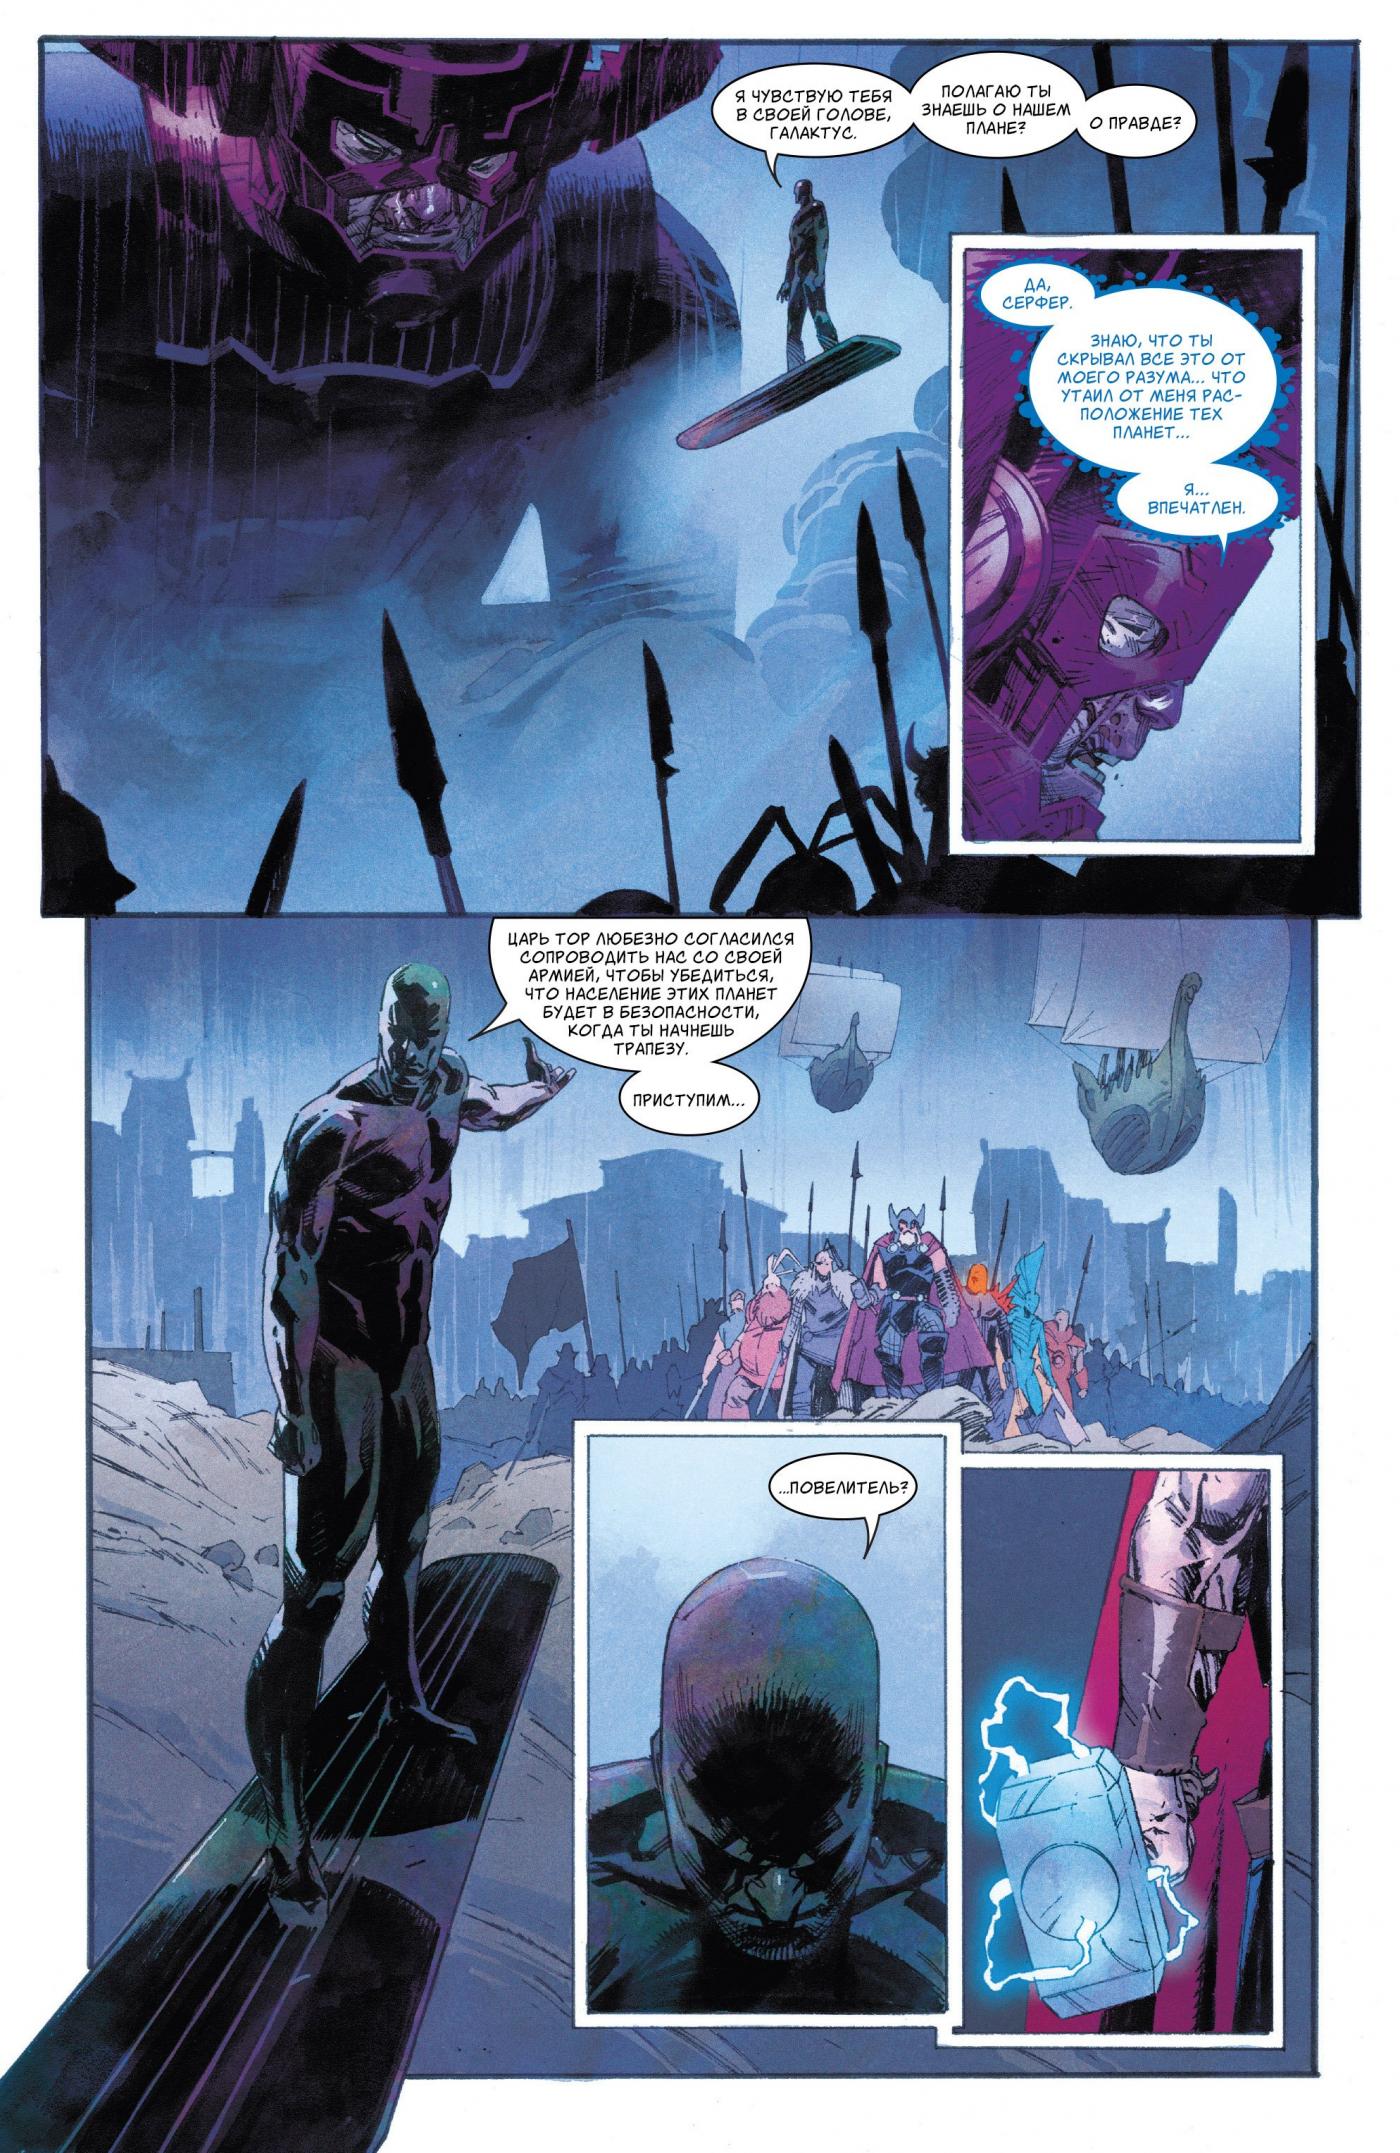 Я ЧУВСТВУЮ ТЕБЯ
В СВОЕЙ ГОЛОВЕ,
ГАЛАКТУС.
ПОЛАГАЮ ТЫ
ЗНАЕШЬ О НАШЕМ
ПЛАНЕ?
О ПРАВДЕ?
ДА,
СЕРФЕР.
ЗНАЮ, ЧТО ТЫ
СКРЫВАЛ ВСЕ ЭТО ОТ
МОЕГО РАЗУМА... ЧТО
УТАИЛ ОТ МЕНЯ РАС-
ПОЛОЖЕНИЕ ТЕХ
ПЛАНЕТ...
Я...
ВПЕЧАТЛЕН.
ЦАРЬ ТОР ЛЮБЕЗНО СОГЛАСИЛСЯ
СОПРОВОДИТЬ НАС СО СВОЕЙ
АРМИЕЙ, ЧТОБЫ УБЕДИТЬСЯ,
ЧТО НАСЕЛЕНИЕ ЭТИХ ПЛАНЕТ
БУДЕТ В БЕЗОПАСНОСТИ,
КОГДА ТЫ НАЧНЕШЬ
ТРАПЕЗУ.
ПРИСТУПИМ...
...ПОВЕЛИТЕЛЬ?